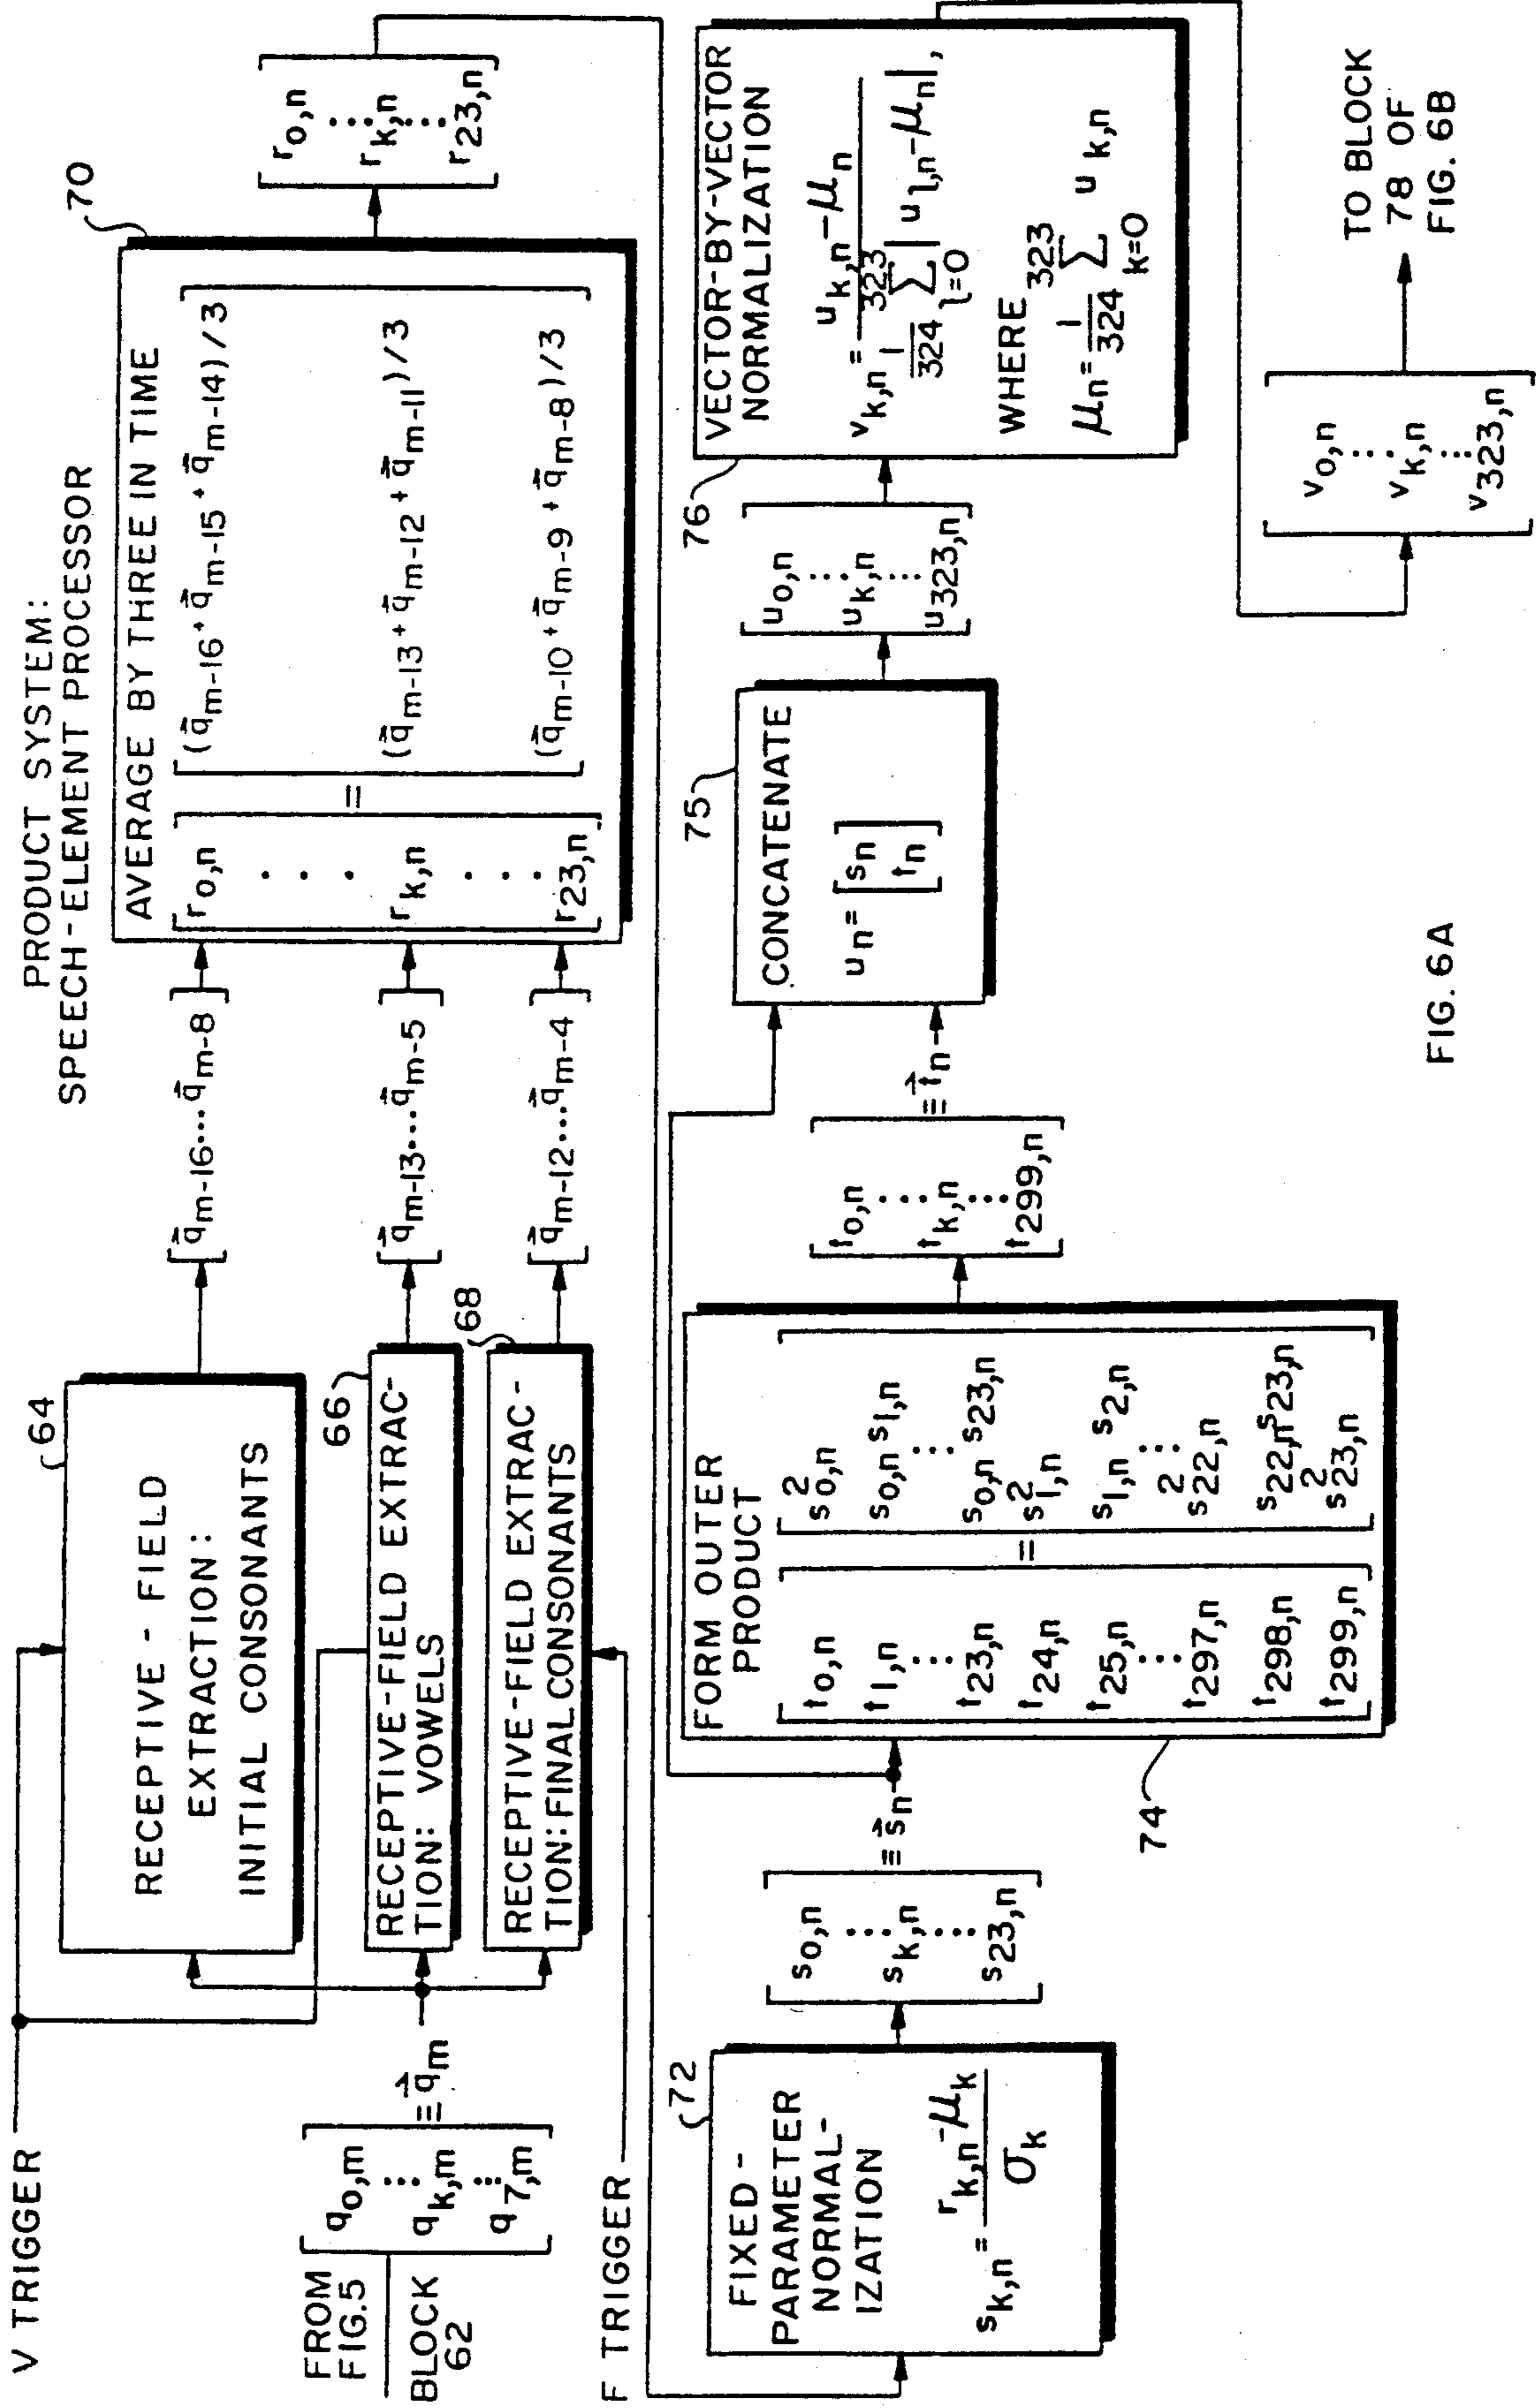 PRODUCT SYSTEM:
SPEECH-ELEMENT PROCESSOR
V TRIGGER
FROM
FIG.5
BLOCK
62
[q0,m ⋮ qk,m ⋮ q7,m] ≡ q⃗m
F TRIGGER
64
RECEPTIVE - FIELD
EXTRACTION:
INITIAL CONSONANTS
66
RECEPTIVE-FIELD EXTRAC-
TION: VOWELS
68
RECEPTIVE-FIELD EXTRAC-
TION: FINAL CONSONANTS
[q⃗m-16...q⃗m-8]
[q⃗m-13...q⃗m-5]
[q⃗m-12...q⃗m-4]
70
AVERAGE BY THREE IN TIME
[r0,n . . . rk,n . . . r23,n] =
(q⃗m-16 + q⃗m-15 + q⃗m-14)/3
(q⃗m-13 + q⃗m-12 + q⃗m-11)/3
(q⃗m-10 + q⃗m-9 + q⃗m-8)/3
[r0,n ⋮ rk,n ⋮ r23,n]
72
FIXED-
PARAMETER
NORMAL-
IZATION
sk,n = (rk,n - μk) / σk
[s0,n ⋮ sk,n ⋮ s23,n] ≡ s⃗n
74
FORM OUTER
PRODUCT
t0,n = s²0,n
t1,n s0,n s1,n
⋮ ⋮
t23,n s0,n s23,n
t24,n s²1,n
t25,n s1,n s2,n
⋮ ⋮
t297,n s²22,n
t298,n s22,n s23,n
t299,n s²23,n
[t0,n ⋮ tk,n ⋮ t299,n] ≡ t⃗n
75
CONCATENATE
un = [sn tn]
[u0,n ⋮ uk,n ⋮ u323,n]
76
VECTOR-BY-VECTOR
NORMALIZATION
vk,n = (uk,n - μn) / (1/324 323 Σ l=0 |ul,n - μn|),
WHERE
μn = 1/324 323 Σ k=0 uk,n
[v0,n ⋮ vk,n ⋮ v323,n]
TO BLOCK
78 OF
FIG. 6B
FIG. 6A